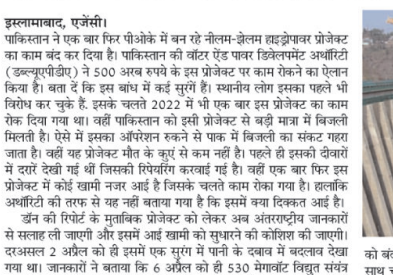 इस्लामाबाद, एजेंसी।
पाकिस्तान ने एक बार फिर पीओके में बन रहे नीलम-झेलम हाइड्रोपावर प्रोजेक्ट
का काम बंद कर दिया है। पाकिस्तान की वॉटर ऐंड पावर डिवेलपमेंट अथॉरिटी
(डब्ल्यूएपीडीए) ने 500 अरब रुपये के इस प्रोजेक्ट पर काम रोकने का ऐलान
किया है। बता दें कि इस बांध में कई सुरंगें हैं। स्थानीय लोग इसका पहले भी
विरोध कर चुके हैं. इसके चलते 2022 में भी एक बार इस प्रोजेक्ट का काम
रोक दिया गया था। वहीं पाकिस्तान को इसी प्रोजेक्ट से बड़ी मात्रा में बिजली
मिलती है। ऐसे में इसका ऑपरेशन रुकने से पाक में बिजली का संकट गहरा
जाता है। वहीं यह प्रोजेक्ट मौत के कुएं से कम नहीं है। पहले ही इसकी दीवारों
में दरारें देखी गई थीं जिसकी रिपेयरिंग करवाई गई है। वहीं एक बार फिर इस
प्रोजेक्ट में कोई खामी नजर आई है जिसके चलते काम रोका गया है। हालांकि
अथॉरिटी की तरफ से यह नहीं बताया गया है कि इसमें क्या दिक्कत आई है।
डॉन की रिपोर्ट के मुताबिक प्रोजेक्ट को लेकर अब अंतरराष्ट्रीय जानकारों
से सलाह ली जाएगी और इसमें आई खामी को सुधारने की कोशिश की जाएगी।
दरअसल 2 अप्रैल को ही इसमें एक सुरंग में पानी के दबाव में बदलाव देखा
गया था। जानकारों ने बताया कि 6 अप्रैल को ही 530 मेगावॉट विद्युत संयंत्र
को बंद
साथ